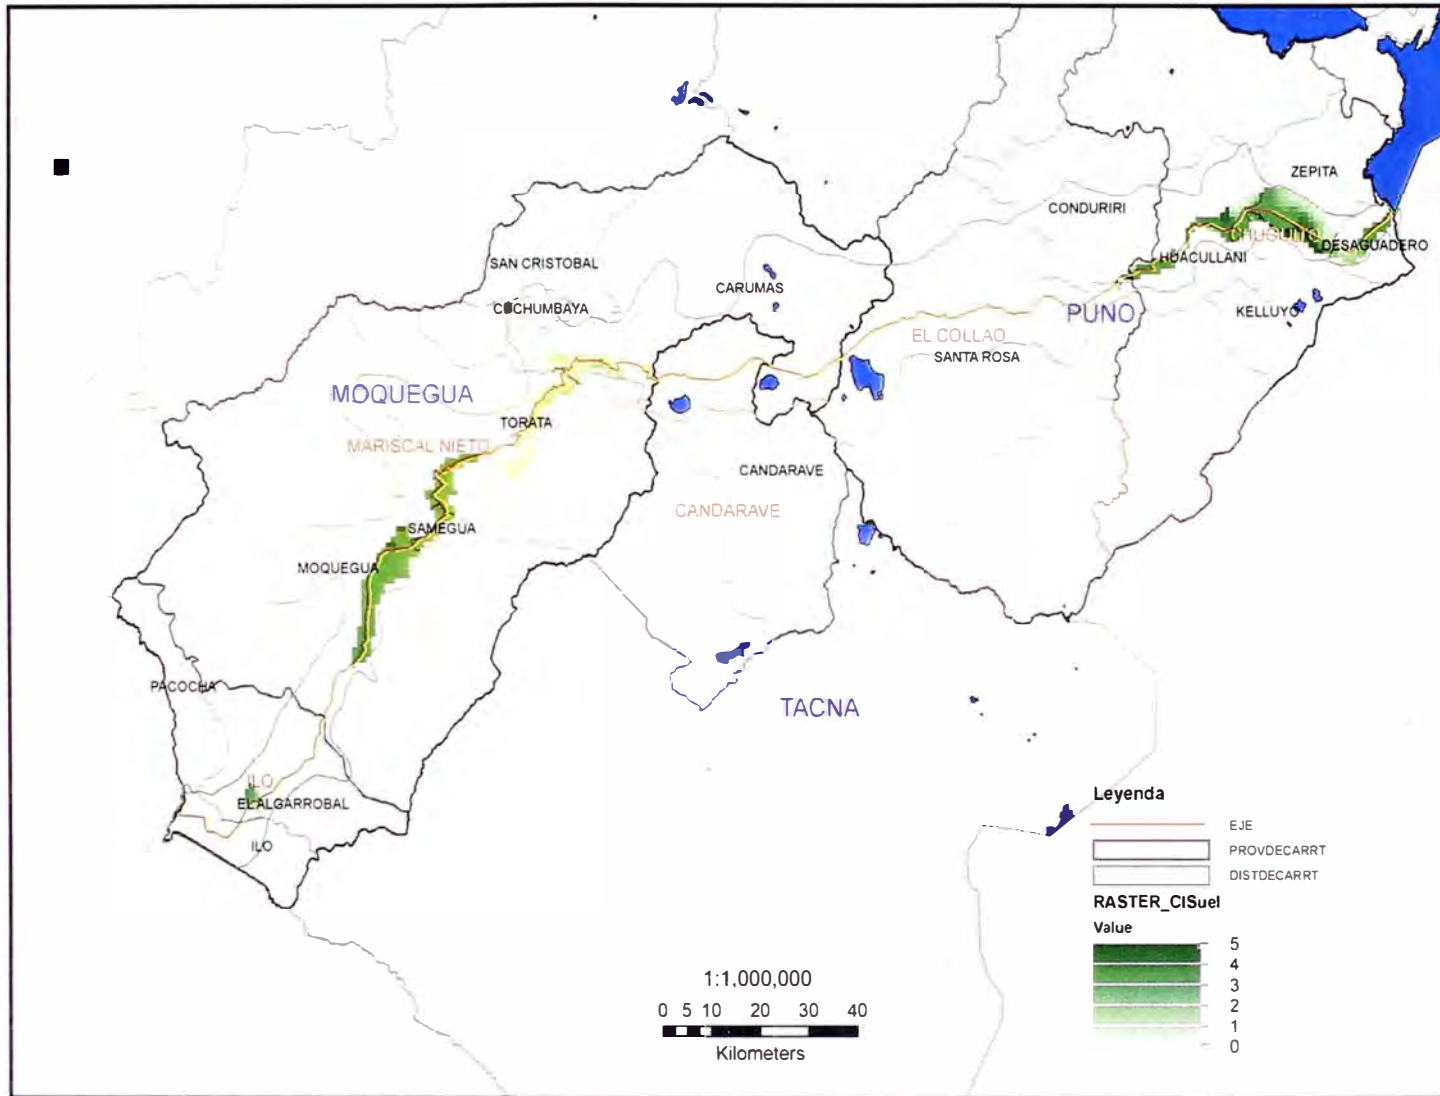 ZEPITA
CONDURIRI
CHUGUITO
DESAGUADERO
HUACULLANI
SAN CRISTOBAL
CARUMAS
CUCHUMBAYA
PUNO
KELLUYO
EL COLLAO
SANTA ROSA
MOQUEGUA
TORATA
MARISCAL NIETO
CANDARAVE
CANDARAVE
SAMEGUA
MOQUEGUA
PACOCHA
TACNA
ILO
EL ALGARROBAL
ILO
Leyenda
EJE
PROVDECARRT
DISTDECARRT
RASTER_CISuel
Value
5
4
3
2
1
0
1:1,000,000
0 5 10 20 30 40
Kilometers